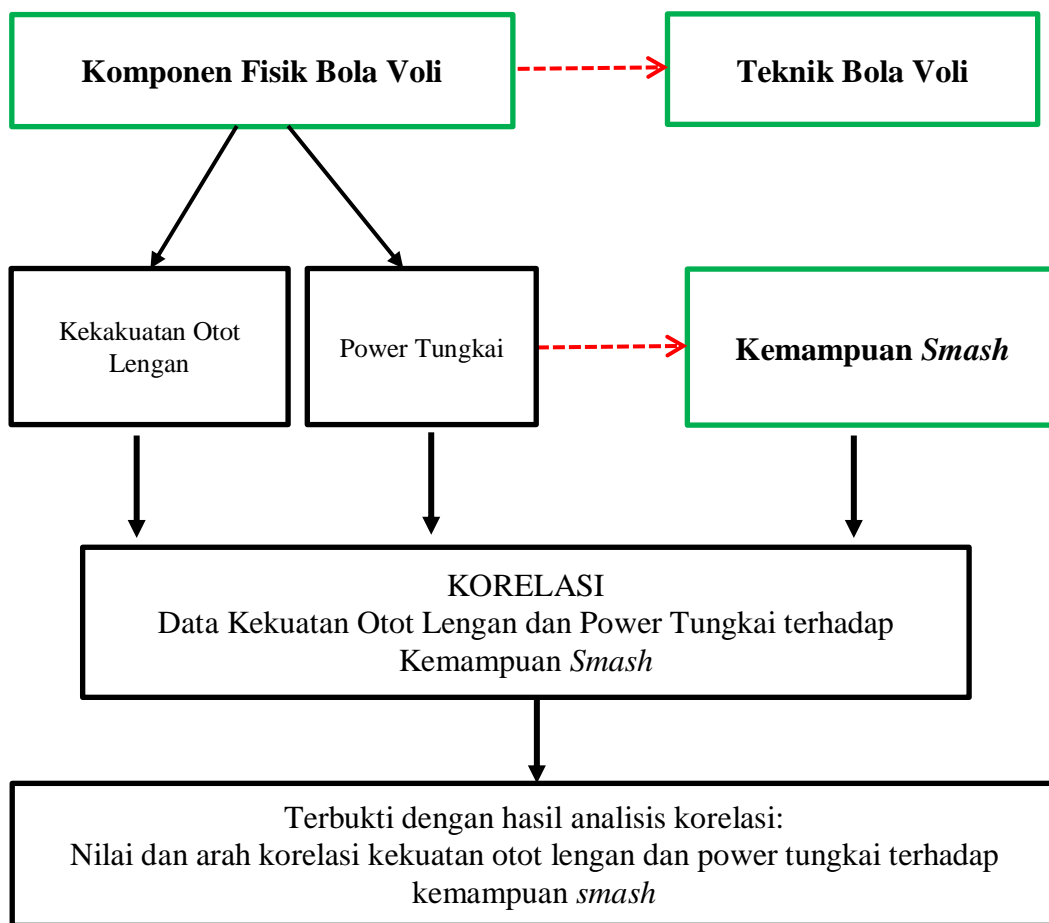 Komponen Fisik Bola Voli
Teknik Bola Voli
Kekakuatan Otot
Lengan
Power Tungkai
Kemampuan Smash
KORELASI
Data Kekuatan Otot Lengan dan Power Tungkai terhadap
Kemampuan Smash
Terbukti dengan hasil analisis korelasi:
Nilai dan arah korelasi kekuatan otot lengan dan power tungkai terhadap
kemampuan smash